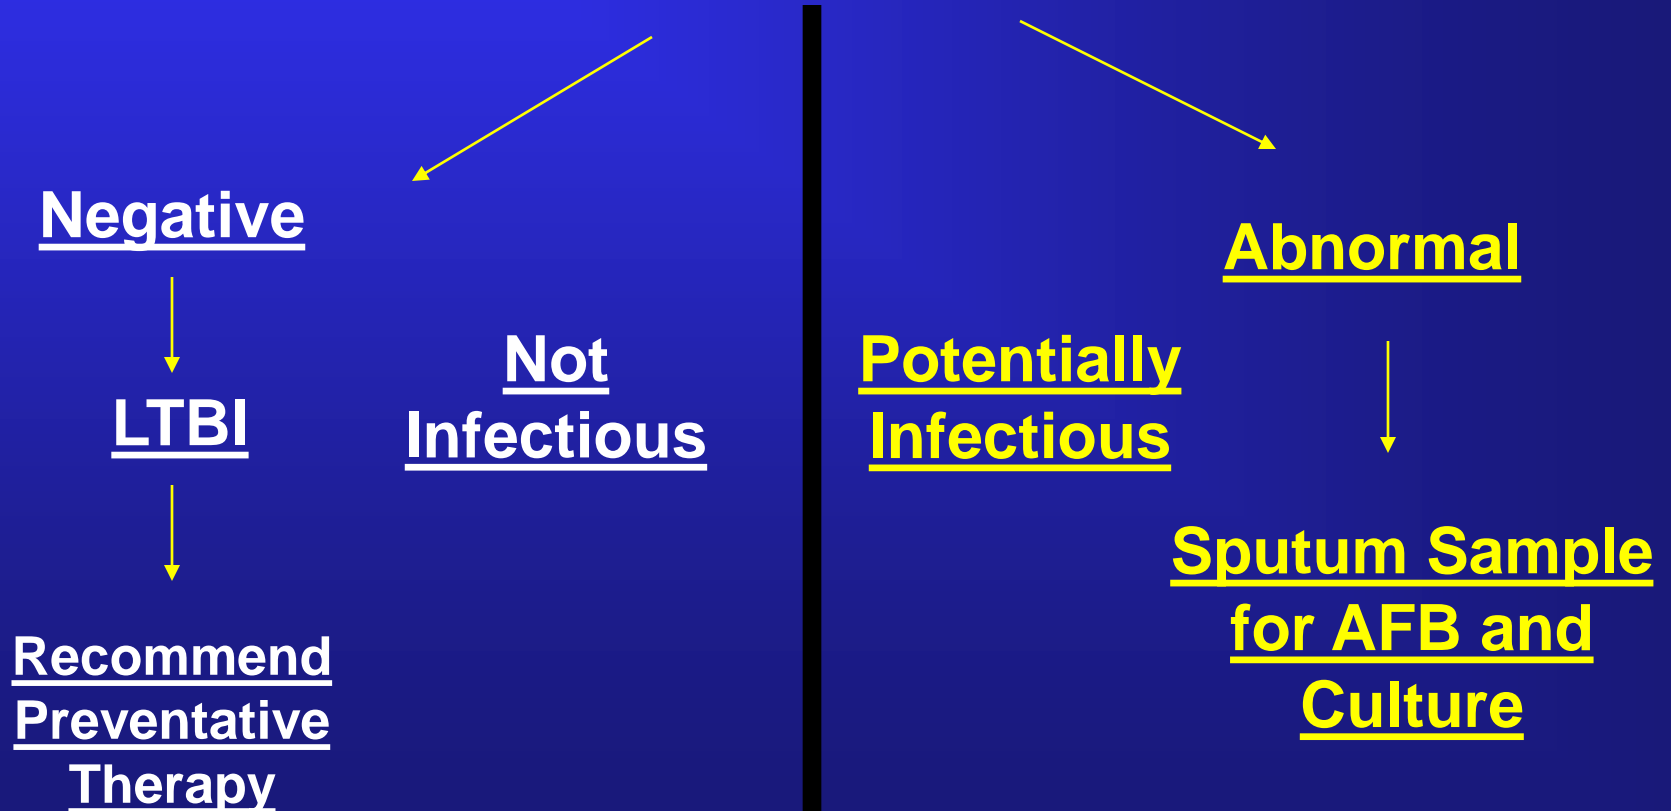 Negative
LTBI
Recommend
Preventative
Therapy
Not
Infectious
Potentially
Infectious
Abnormal
Sputum Sample
for AFB and
Culture